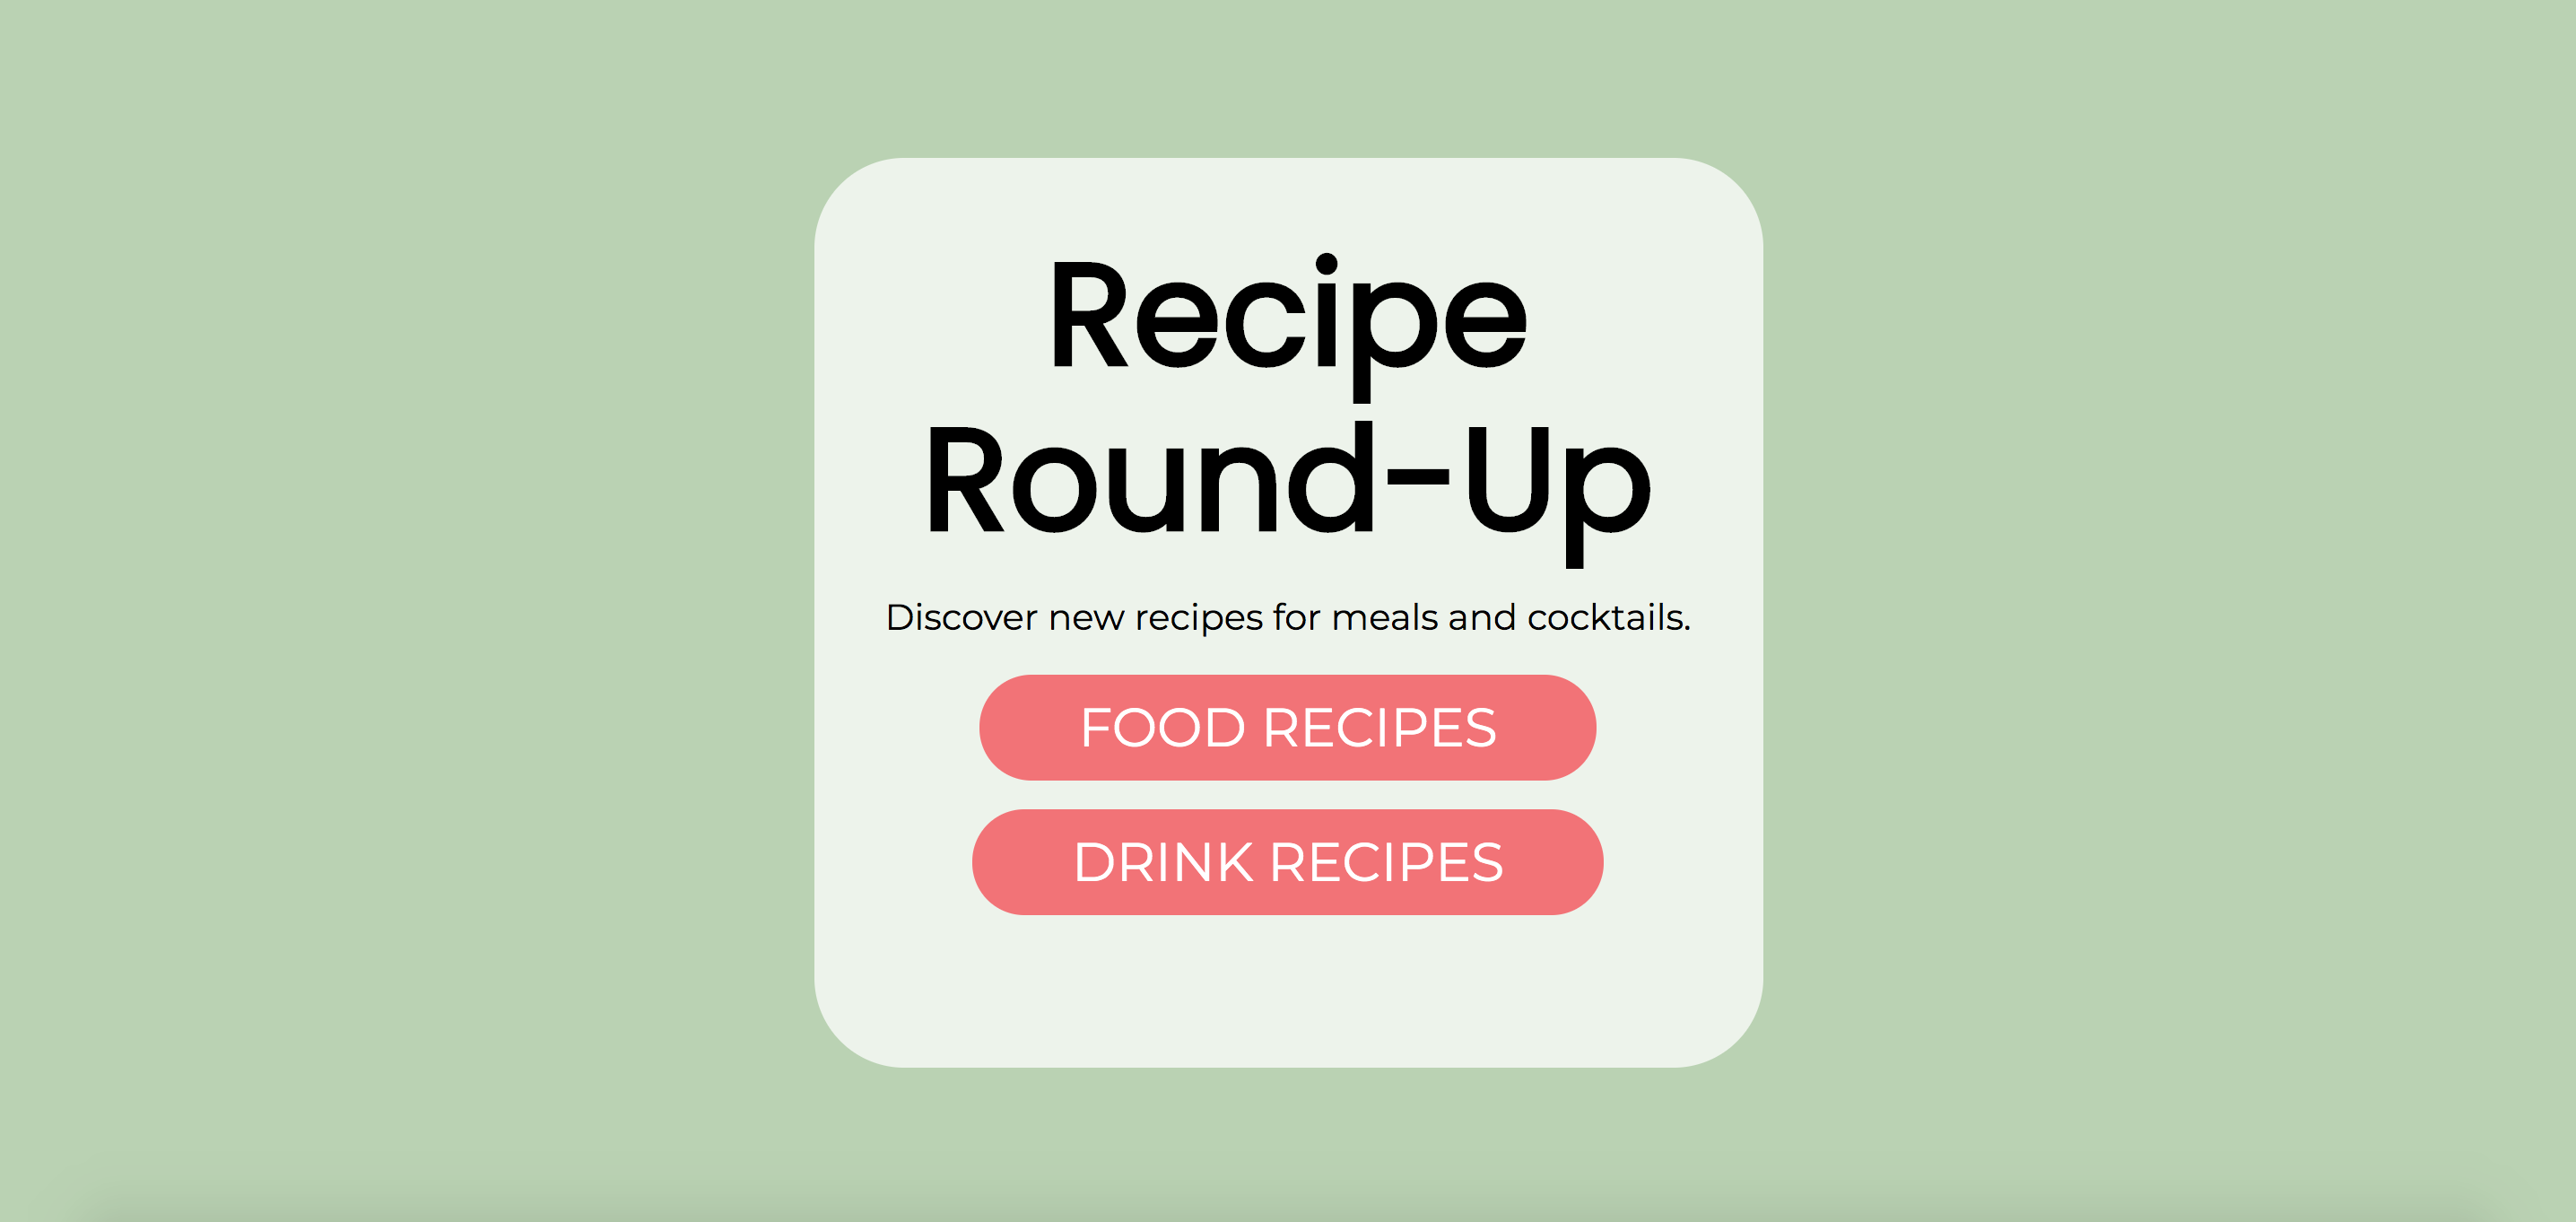 Recipe
Round-Up
Discover new recipes for meals and cocktails.
FOOD RECIPES
DRINK RECIPES